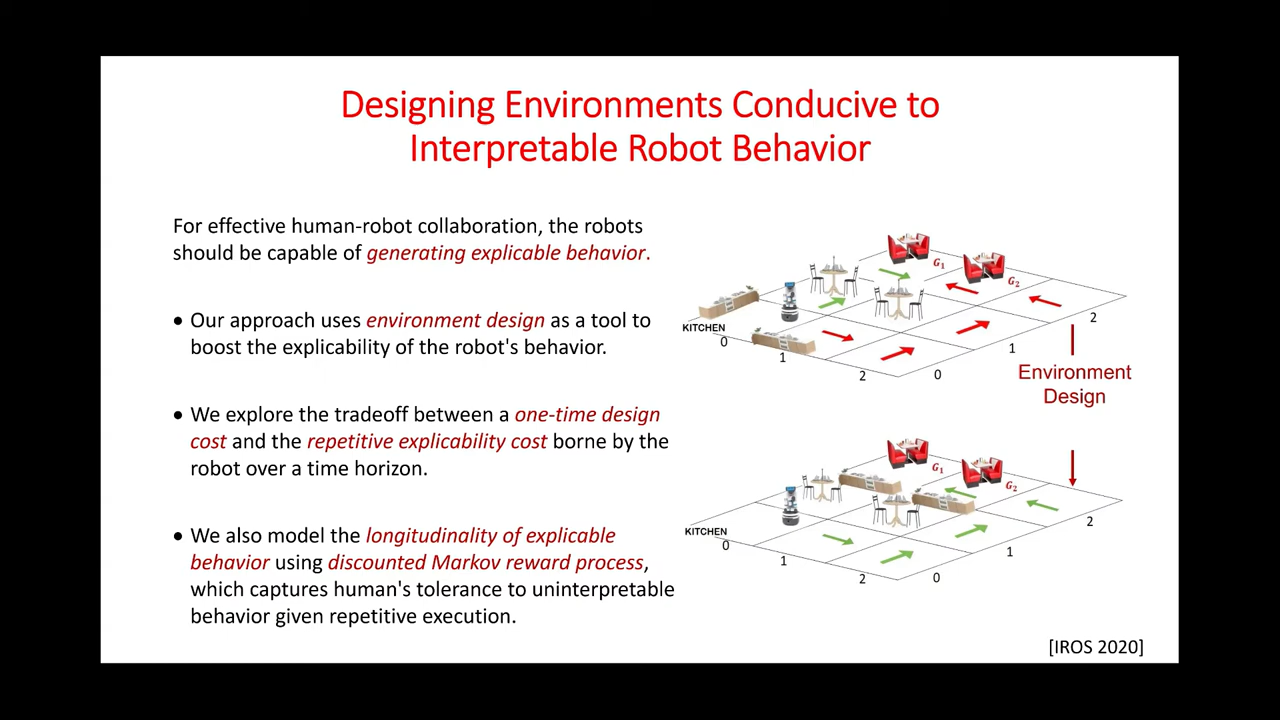 Designing Environments Conducive to
Interpretable Robot Behavior
For effective human-robot collaboration, the robots
should be capable of generating explicable behavior.
• Our approach uses environment design as a tool to
boost the explicability of the robot's behavior.
• We explore the tradeoff between a one-time design
cost and the repetitive explicability cost borne by the
robot over a time horizon.
• We also model the longitudinality of explicable
behavior using discounted Markov reward process,
which captures human's tolerance to uninterpretable
behavior given repetitive execution.
G₁
G₂
KITCHEN
0
1
2
0
1
2
Environment
Design
G₁
G₂
KITCHEN
0
1
2
0
1
2
[IROS 2020]